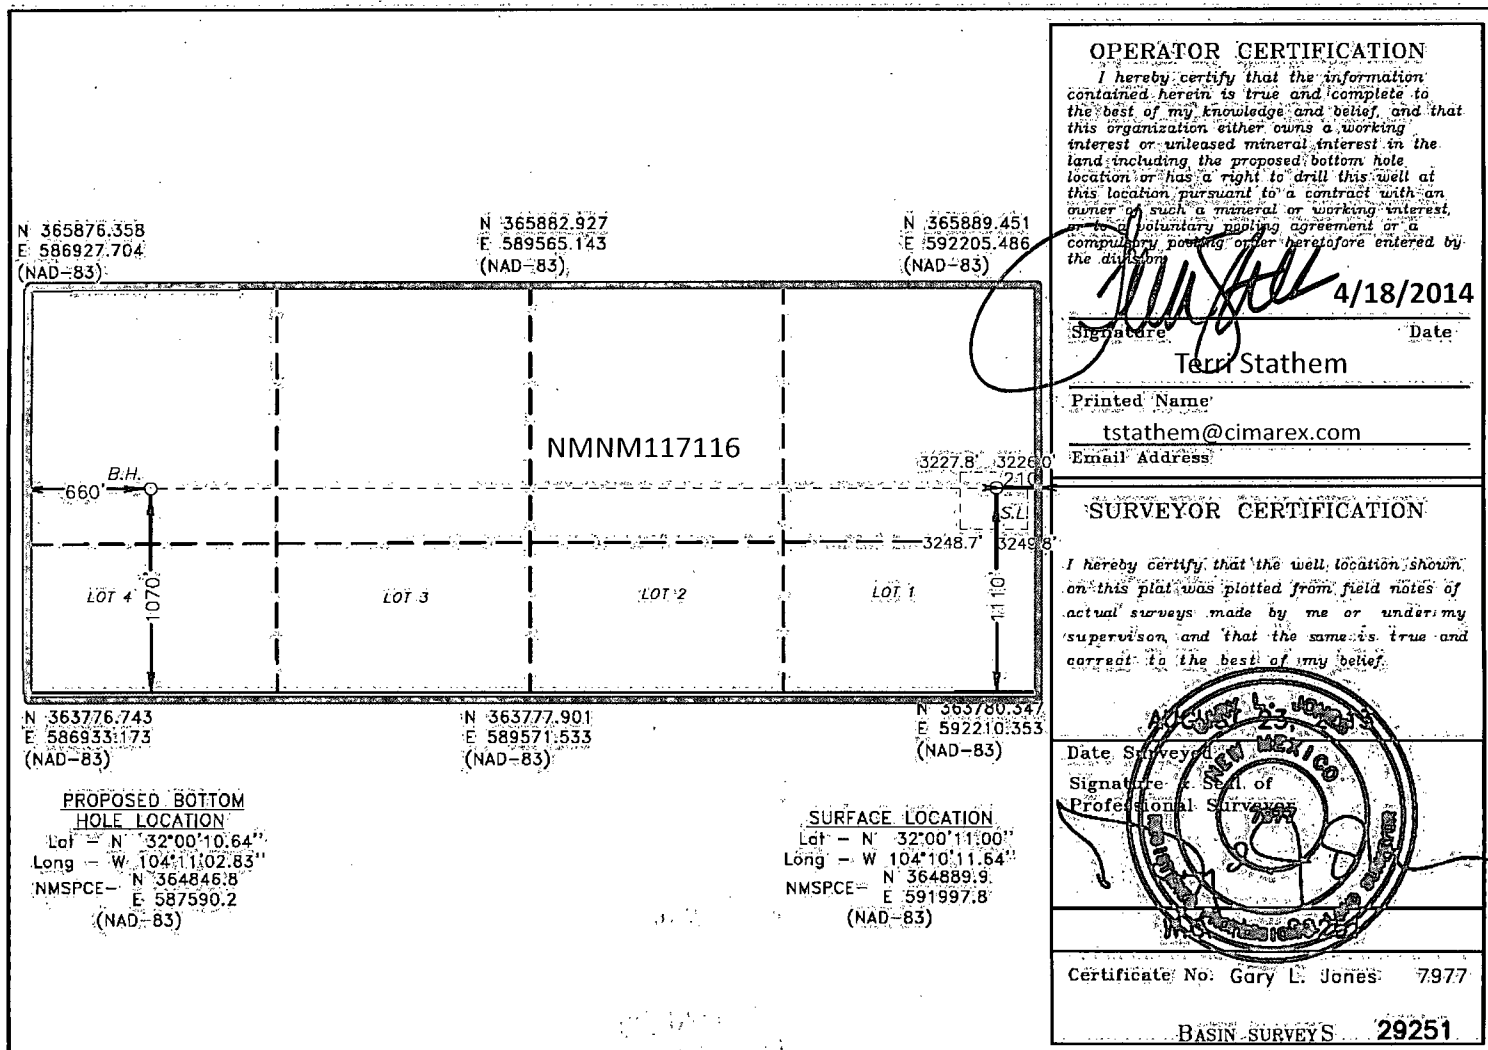 N 365876.358
E 586927.704
(NAD-83)
N 365882.927
E 589565.143
(NAD-83)
N 365889.451
E 592205.486
(NAD-83)
NMNM117116
3227.8' 3226.0'
660'
B.H.
210'
S.L.
3248.7' 3249.8'
1070'
1110'
LOT 4
LOT 3
LOT 2
LOT 1
N 363776.743
E 586933.173
(NAD-83)
N 363777.901
E 589571.533
(NAD-83)
N 363780.347
E 592210.353
(NAD-83)
PROPOSED BOTTOM
HOLE LOCATION
Lat - N 32°00'10.64"
Long - W 104°11'02.83"
NMSPCE- N 364846.8
E 587590.2
(NAD-83)
SURFACE LOCATION
Lat - N 32°00'11.00"
Long - W 104°10'11.64"
NMSPCE- N 364889.9
E 591997.8
(NAD-83)
OPERATOR CERTIFICATION
I hereby certify that the information
contained herein is true and complete to
the best of my knowledge and belief, and that
this organization either owns a working
interest or unleased mineral interest in the
land including the proposed bottom hole
location or has a right to drill this well at
this location pursuant to a contract with an
owner of such a mineral or working interest,
or to a voluntary pooling agreement or a
compulsory pooling order heretofore entered by
the division
4/18/2014
Signature Date
Terri Stathem
Printed Name
tstathem@cimarex.com
Email Address
SURVEYOR CERTIFICATION
I hereby certify that the well location shown
on this plat was plotted from field notes of
actual surveys made by me or under my
supervison, and that the same is true and
correct to the best of my belief.
AUGUST 23,
Date Surveyed
Signature & Seal of
Professional Surveyor
GARY L. JONES
NEW MEXICO
7977
Certificate No. Gary L. Jones 7977
BASIN SURVEYS 29251